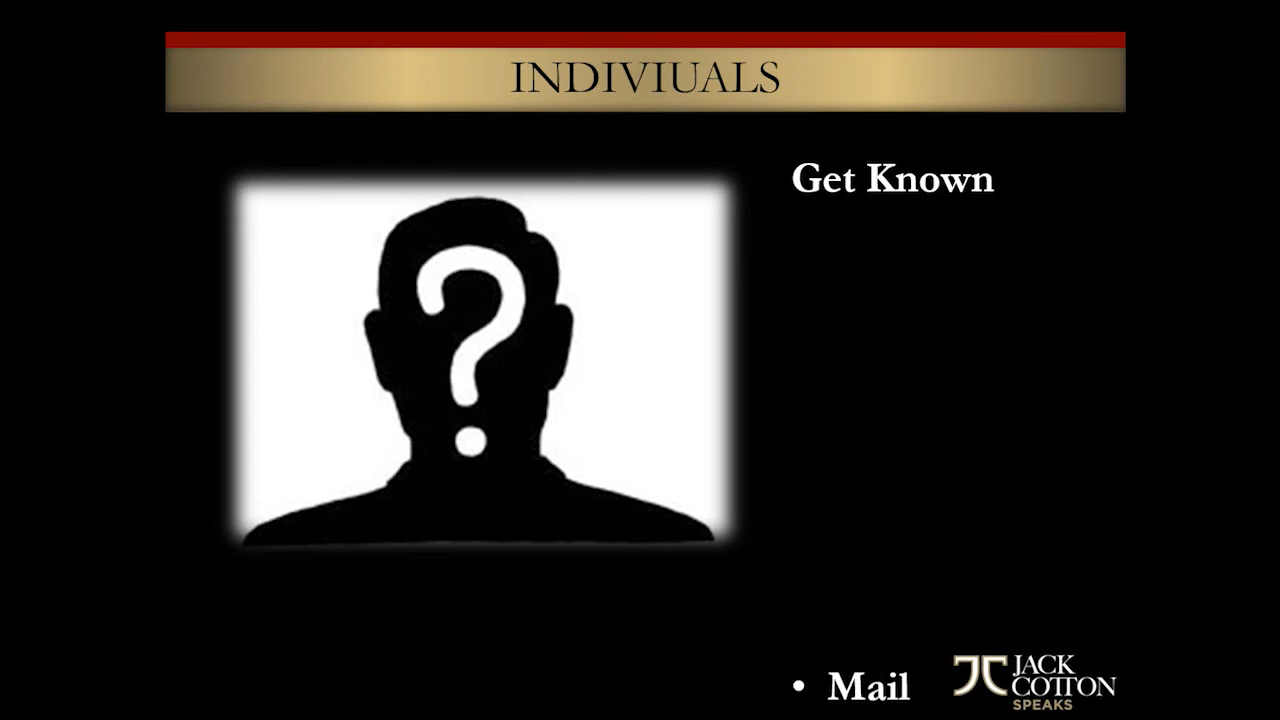 INDIVIUALS
Get Known
?
• Mail
JACK
COTTON
SPEAKS